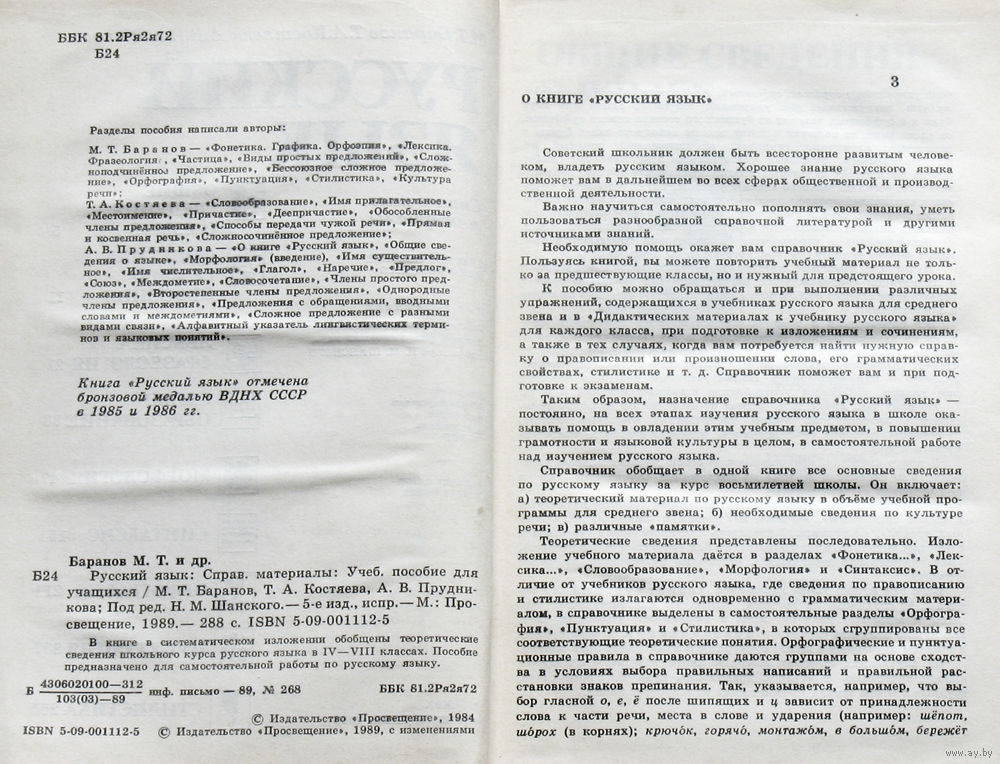 ББК 81.2Ря2я72
Б24
Разделы пособия написали авторы:
М. Т. Баранов — «Фонетика. Графика. Орфоэпия», «Лексика.
Фразеология», «Частица», «Виды простых предложений», «Слож-
ноподчинённое предложение», «Бессоюзное сложное предложе-
ние», «Орфография», «Пунктуация», «Стилистика», «Культура
речи»;
Т. А. Костяева — «Словообразование», «Имя прилагательное»,
«Местоимение», «Причастие», «Деепричастие», «Обособленные
члены предложения», «Способы передачи чужой речи», «Прямая
и косвенная речь», «Сложносочинённое предложение»;
А. В. Прудникова — «О книге «Русский язык», «Общие све-
дения о языке», «Морфология» (введение), «Имя существитель-
ное», «Имя числительное», «Глагол», «Наречие», «Предлог»,
«Союз», «Междометие», «Словосочетание», «Члены простого пред-
ложения», «Второстепенные члены предложения», «Однородные
члены предложения», «Предложения с обращениями, вводными
словами и междометиями», «Сложное предложение с разными
видами связи», «Алфавитный указатель лингвистических терми-
нов и языковых понятий».
Книга «Русский язык» отмечена
бронзовой медалью ВДНХ СССР
в 1985 и 1986 гг.
Баранов М. Т. и др.
Б24 Русский язык: Справ. материалы: Учеб. пособие для
учащихся / М. Т. Баранов, Т. А. Костяева, А. В. Прудни-
кова; Под ред. Н. М. Шанского.— 5-е изд., испр.— М.: Про-
свещение, 1989.— 288 с. ISBN 5-09-001112-5
В книге в систематическом изложении обобщены теоретические
сведения школьного курса русского языка в IV—VIII классах. Пособие
предназначено для самостоятельной работы по русскому языку.
Б 4306020100—312
103(03)—89 инф. письмо — 89, № 268 ББК 81.2Ря2я72
© Издательство «Просвещение», 1984
ISBN 5-09-001112-5 © Издательство «Просвещение», 1989, с изменениями
3
О КНИГЕ «РУССКИЙ ЯЗЫК»
Советский школьник должен быть всесторонне развитым челове-
ком, владеть русским языком. Хорошее знание русского языка
поможет вам в дальнейшем во всех сферах общественной и производ-
ственной деятельности.
Важно научиться самостоятельно пополнять свои знания, уметь
пользоваться разнообразной справочной литературой и другими
источниками знаний.
Необходимую помощь окажет вам справочник «Русский язык».
Пользуясь книгой, вы можете повторить учебный материал не толь-
ко за предшествующие классы, но и нужный для предстоящего урока.
К пособию можно обращаться и при выполнении различных
упражнений, содержащихся в учебниках русского языка для среднего
звена и в «Дидактических материалах к учебнику русского языка»
для каждого класса, при подготовке к изложениям и сочинениям,
а также в тех случаях, когда вам потребуется найти нужную справ-
ку о правописании или произношении слова, его грамматических
свойствах, стилистике и т. д. Справочник поможет вам и при под-
готовке к экзаменам.
Таким образом, назначение справочника «Русский язык» —
постоянно, на всех этапах изучения русского языка в школе ока-
зывать помощь в овладении этим учебным предметом, в повышении
грамотности и языковой культуры в целом, в самостоятельной работе
над изучением русского языка.
Справочник обобщает в одной книге все основные сведения
по русскому языку за курс восьмилетней школы. Он включает:
а) теоретический материал по русскому языку в объёме учебной про-
граммы для среднего звена; б) необходимые сведения по культуре
речи; в) различные «памятки».
Теоретические сведения представлены последовательно. Изло-
жение учебного материала даётся в разделах «Фонетика...», «Лек-
сика...», «Словообразование», «Морфология» и «Синтаксис». В от-
личие от учебников русского языка, где сведения по правописанию
и стилистике излагаются одновременно с грамматическим матери-
алом, в справочнике выделены в самостоятельные разделы «Орфогра-
фия», «Пунктуация» и «Стилистика», в которых сгруппированы все
соответствующие теоретические понятия. Орфографические и пунктуа-
ционные правила в справочнике даются группами на основе сходст-
ва в условиях выбора правильных написаний и правильной рас-
становки знаков препинания. Так, указывается, например, что вы-
бор гласной о, е, ё после шипящих и ц зависит от принадлежности
слова к части речи, места в слове и ударения (например: шёпот,
шо́рох (в корнях); крючо́к, горячо́, монтажо́м, в большо́м, бережёт
www.ay.by